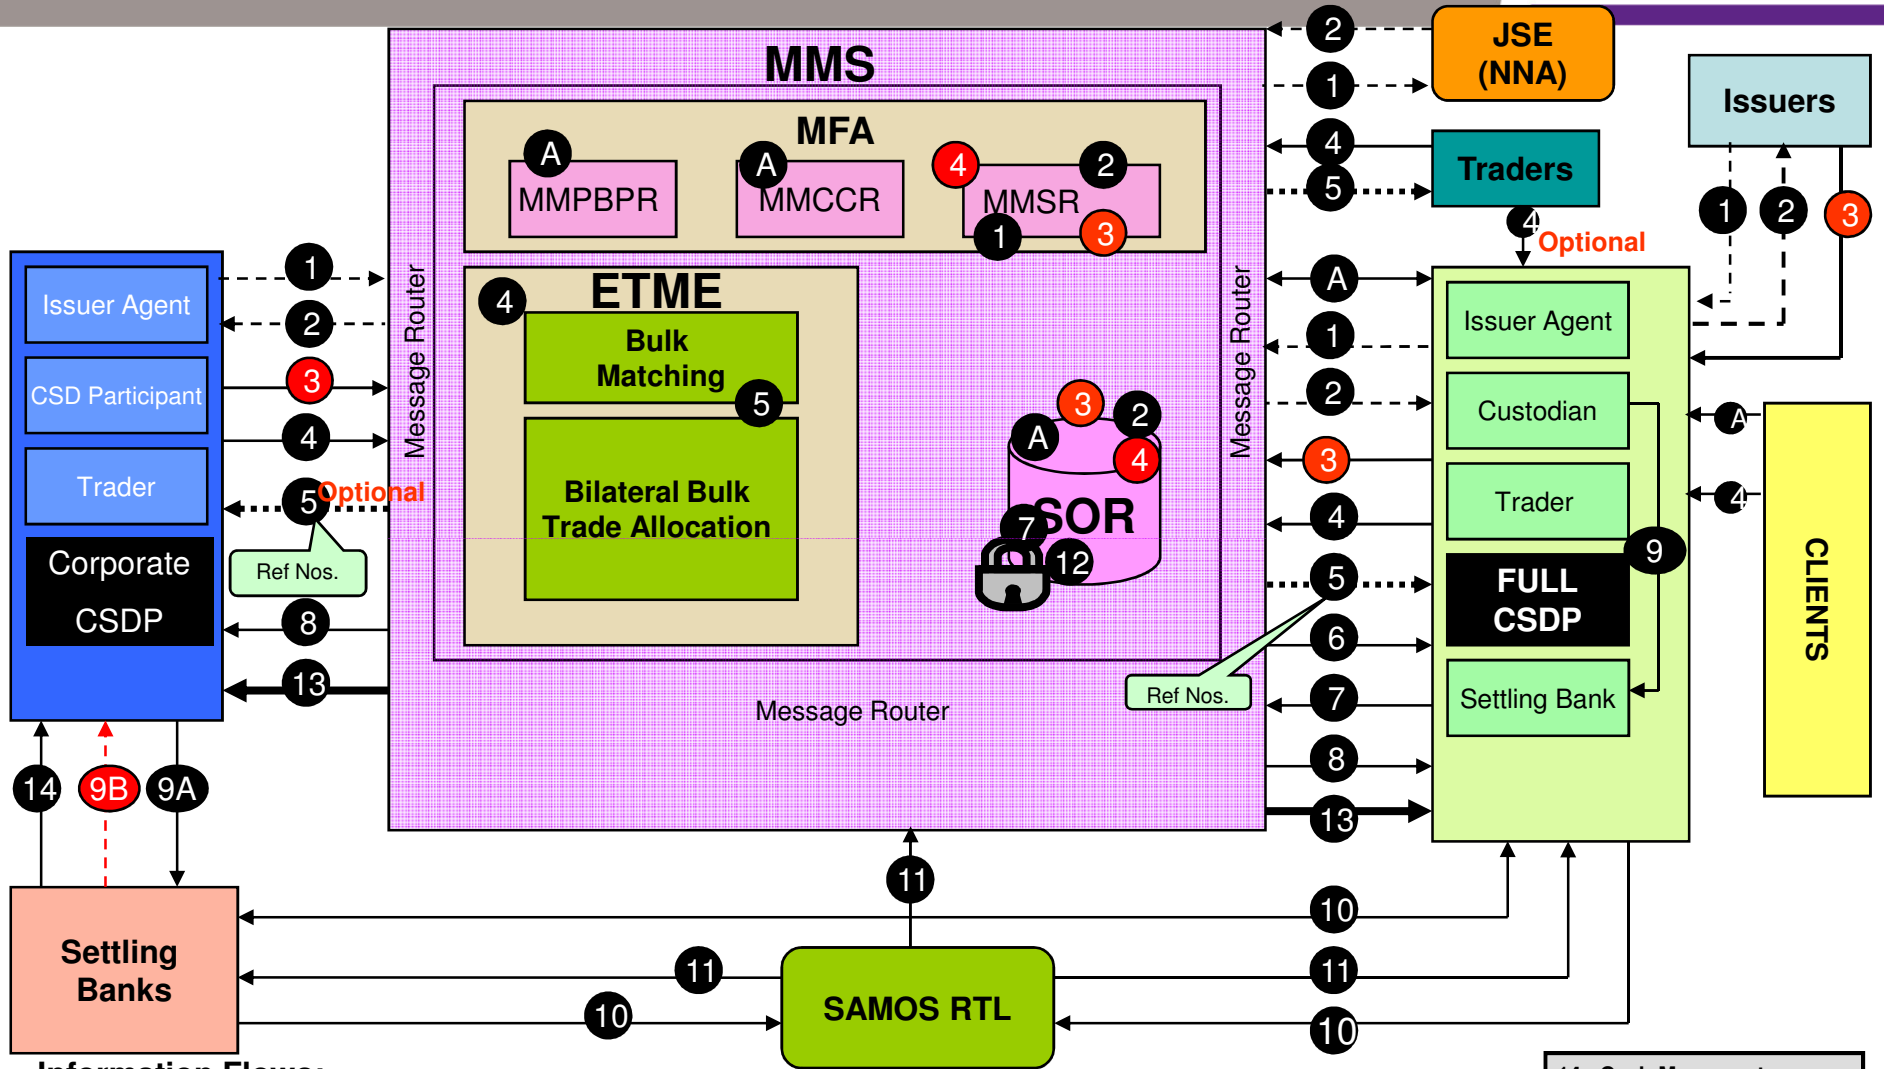 MMS
2
JSE
(NNA)
1
Issuers
MFA
A
MMPBPR
A
MMCCR
4
2
MMSR
1
3
4
Traders
5
4
Optional
1
2
3
Issuer Agent
CSD Participant
Trader
Corporate
CSDP
1
2
3
4
5
Optional
Ref Nos.
8
13
Message Router
ETME
4
Bulk
Matching
5
Bilateral Bulk
Trade Allocation
3
2
A
4
SOR
7
12
Message Router
Message Router
A
1
2
3
4
5
6
Ref Nos.
7
8
13
Issuer Agent
Custodian
Trader
9
FULL
CSDP
Settling Bank
A
4
CLIENTS
14
9B
9A
11
10
Settling
Banks
11
11
SAMOS RTL
10
10